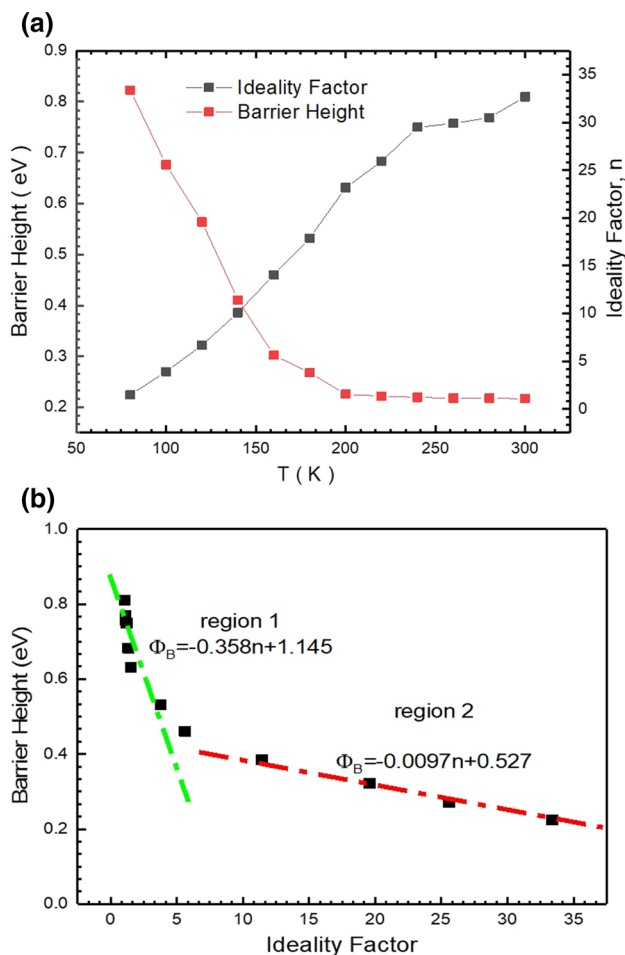 (a)
0.9
0.8
0.7
0.6
0.5
0.4
0.3
0.2
Barrier Height ( eV)
Ideality Factor
Barrier Height
35
30
25
20
15
10
5
0
Ideality Factor, n
50 100 150 200 250 300
T ( K )
(b)
1.0
0.8
0.6
0.4
0.2
0.0
Barrier Height (eV)
region 1
Φ_B=-0.358n+1.145
region 2
Φ_B=-0.0097n+0.527
0 5 10 15 20 25 30 35
Ideality Factor